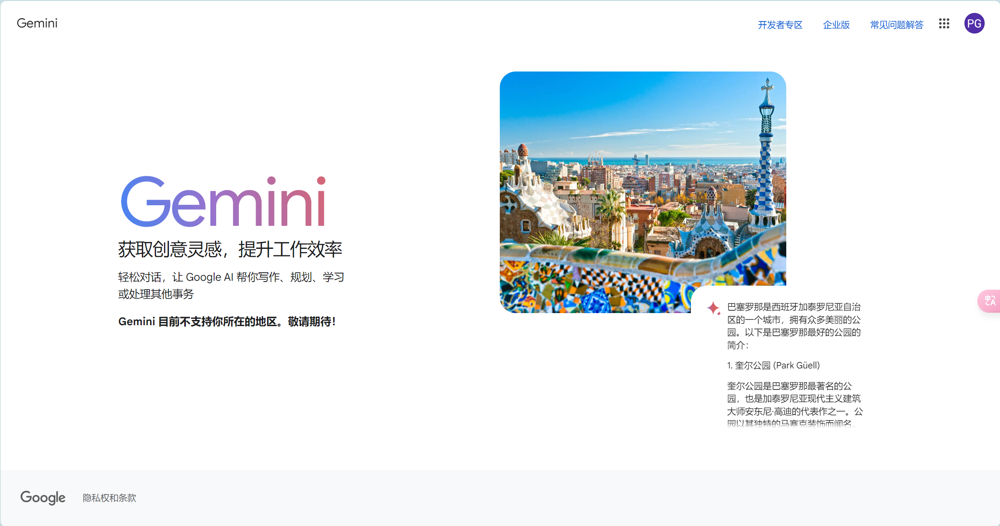 Gemini
开发者专区
企业版
常见问题解答
PG
Gemini
获取创意灵感，提升工作效率
轻松对话，让 Google AI 帮你写作、规划、学习
或处理其他事务
Gemini 目前不支持你所在的地区。敬请期待！
巴塞罗那是西班牙加泰罗尼亚自治
区的一个城市，拥有众多美丽的公
园。以下是巴塞罗那最好的公园的
简介：
1. 奎尔公园 (Park Güell)
奎尔公园是巴塞罗那最著名的公
园，也是加泰罗尼亚现代主义建筑
大师安东尼·高迪的代表作之一。公
园以其独特的马赛克装饰而闻名，
Google
隐私权和条款